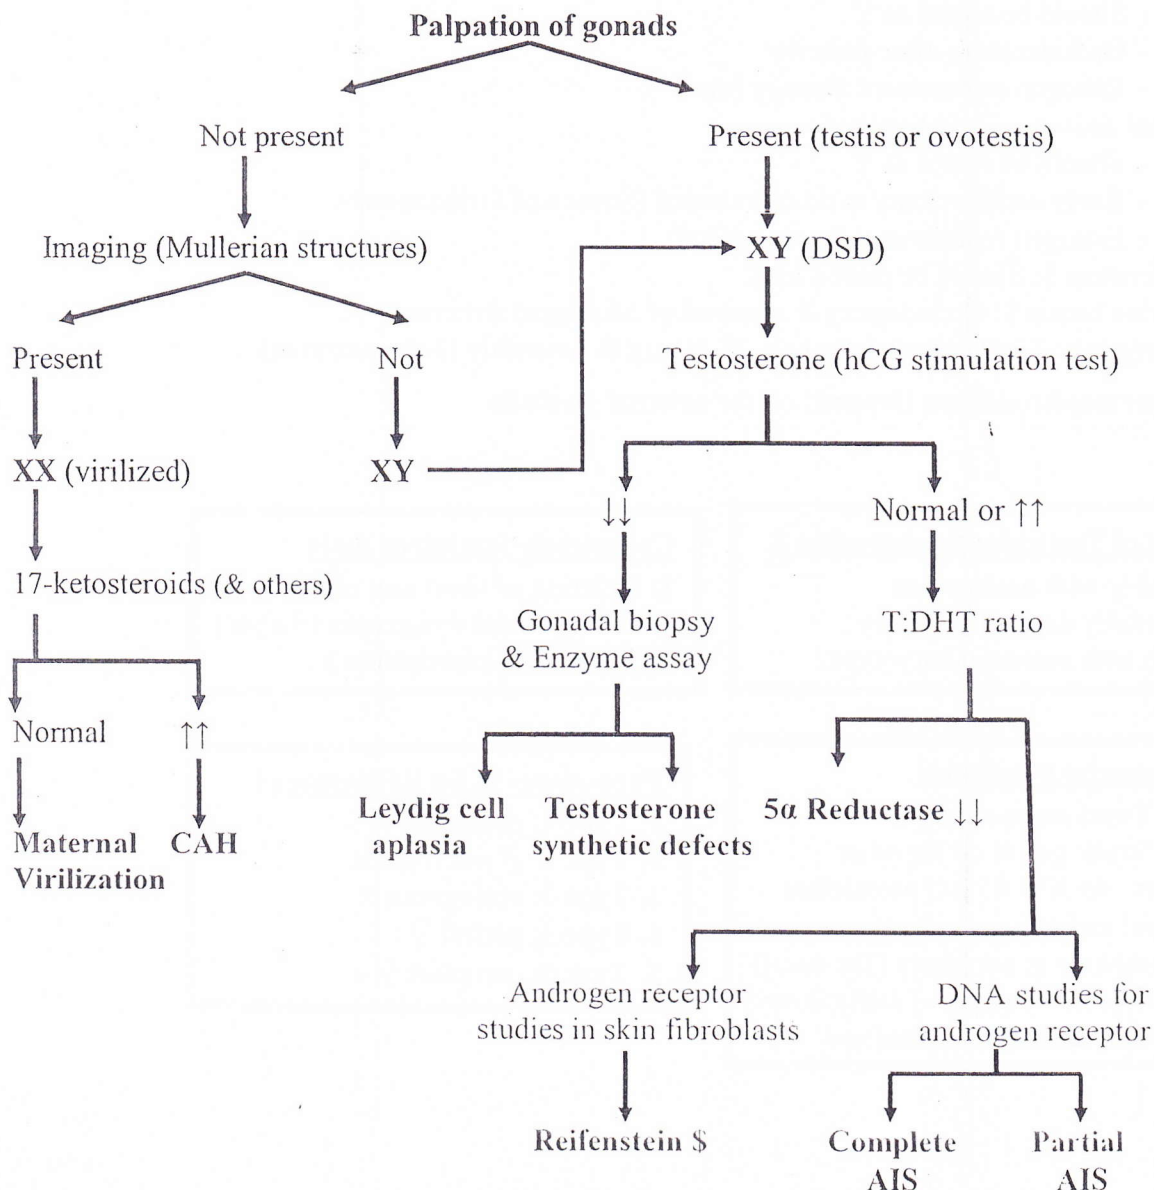 Palpation of gonads
Not present
Present (testis or ovotestis)
Imaging (Mullerian structures)
XY (DSD)
Present
Not
Testosterone (hCG stimulation test)
XX (virilized)
XY
↓↓
Normal or ↑↑
17-ketosteroids (& others)
Gonadal biopsy
& Enzyme assay
T:DHT ratio
Normal
↑↑
Leydig cell
aplasia
Testosterone
synthetic defects
5α Reductase ↓↓
Maternal
Virilization
CAH
Androgen receptor
studies in skin fibroblasts
DNA studies for
androgen receptor
Reifenstein $
Complete
AIS
Partial
AIS